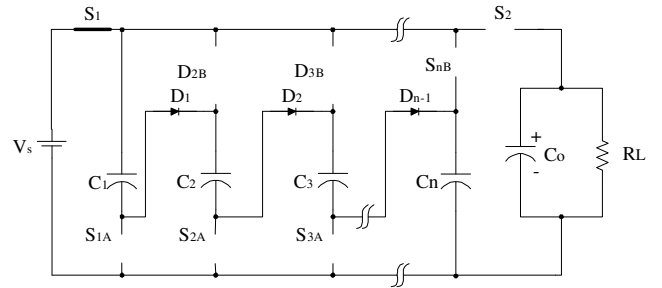 S1
S2
D2B
D3B
SnB
D1
D2
Dn-1
Vs
+
Co
-
RL
C1
C2
C3
Cn
S1A
S2A
S3A